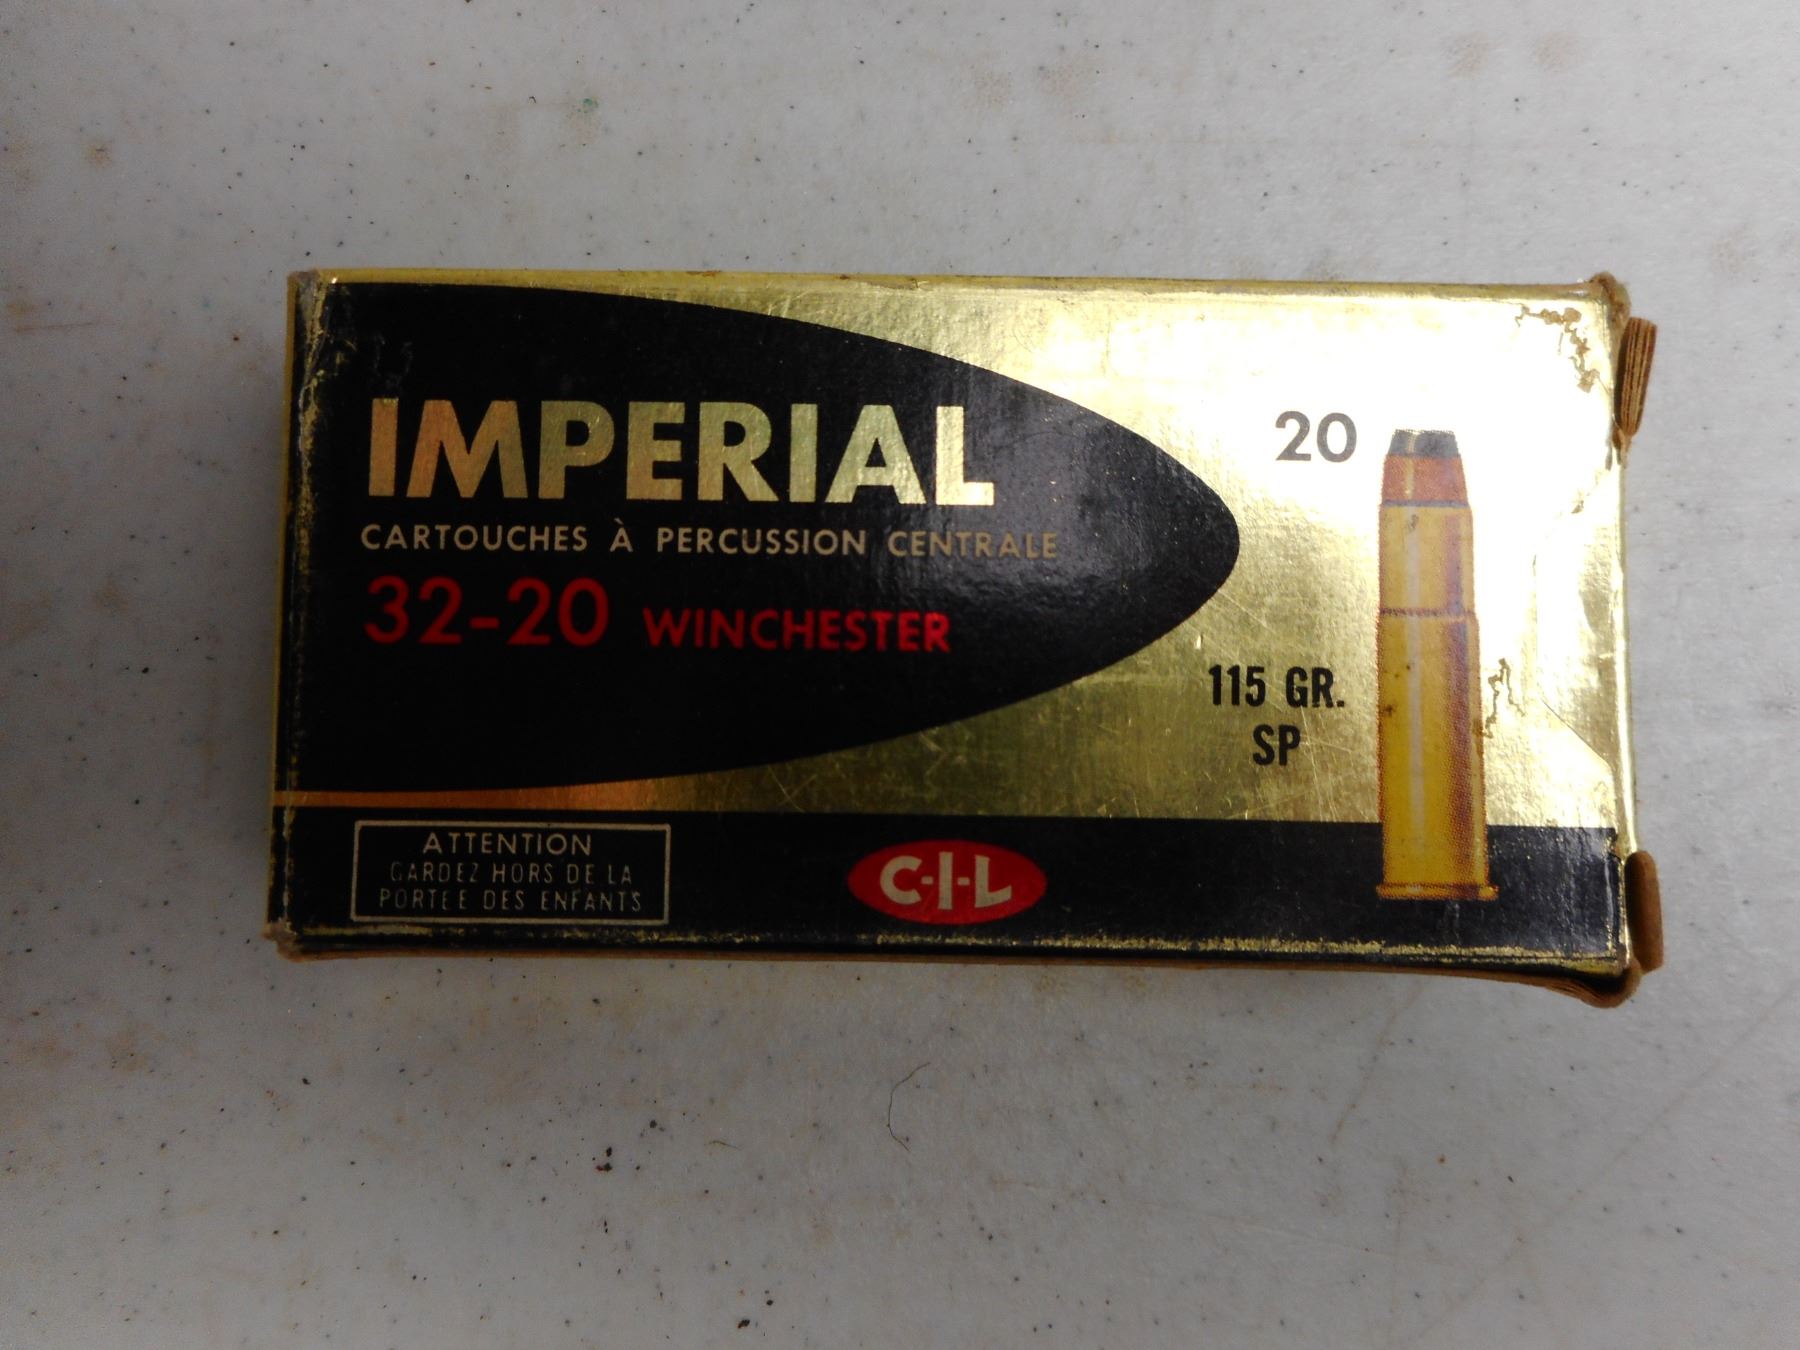 IMPERIAL
CARTOUCHES À PERCUSSION CENTRALE
32-20 WINCHESTER
20
115 GR.
SP
ATTENTION
GARDEZ HORS DE LA
PORTEE DES ENFANTS
C-I-L